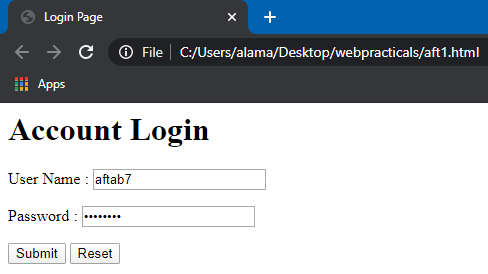 Login Page
File C:/Users/alama/Desktop/webpracticals/aft1.html
Apps
Account Login
User Name : aftab7
Password : ••••••••
Submit Reset